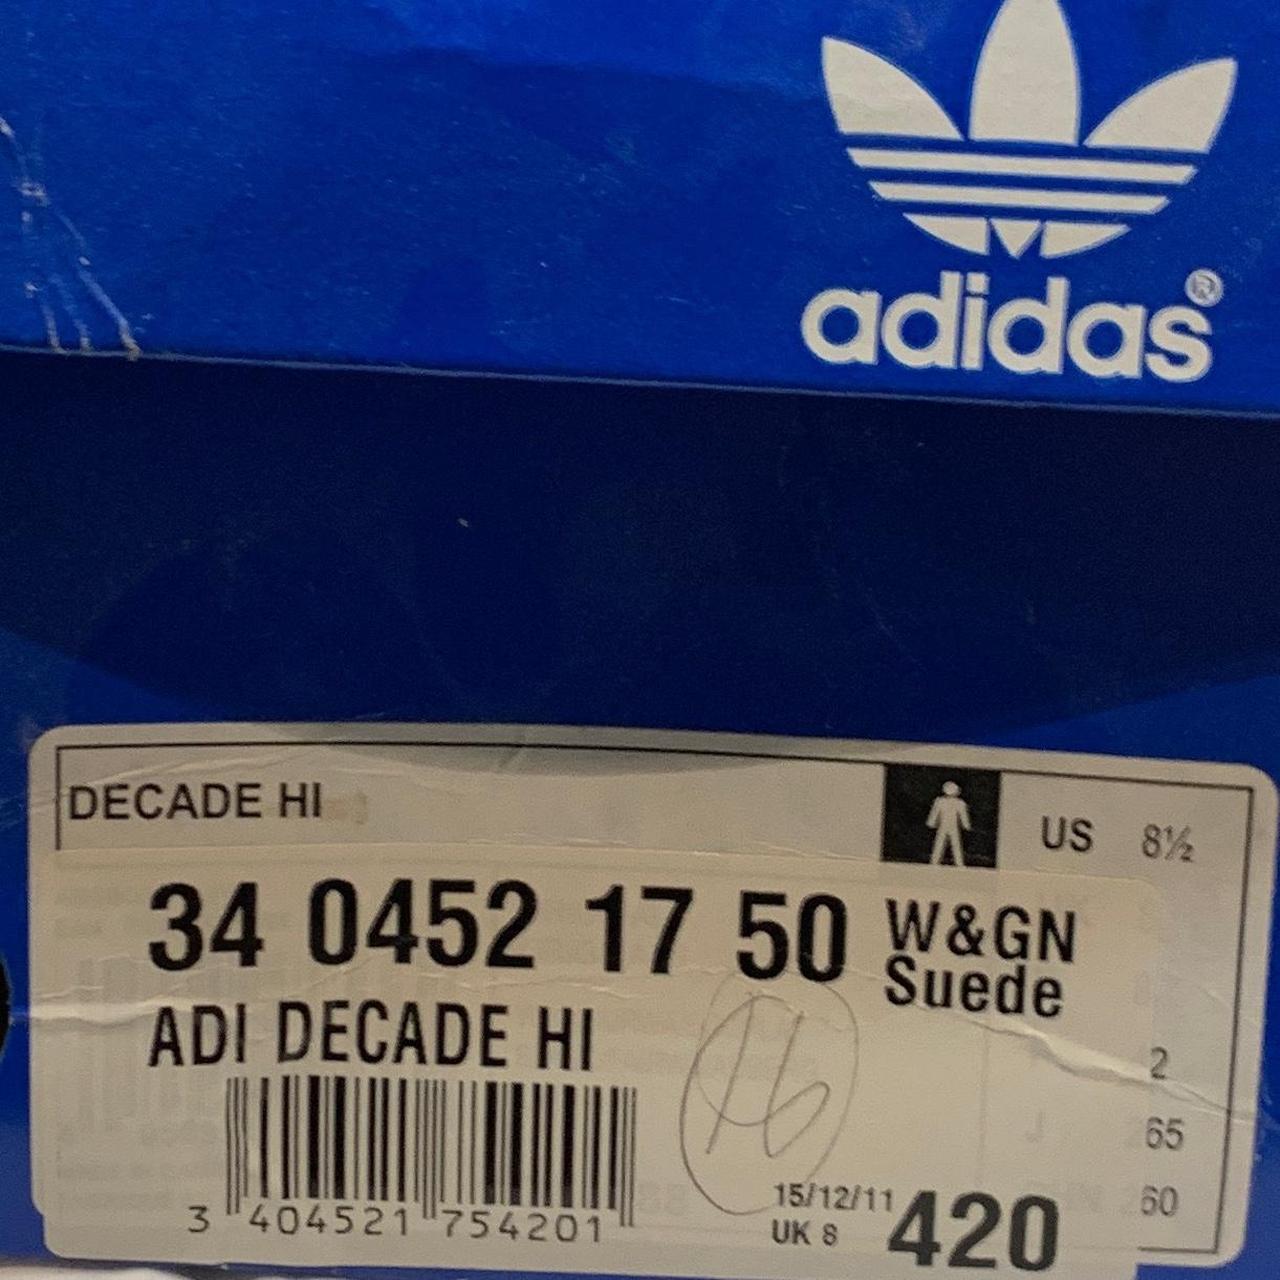 adidas®
DECADE HI
US 8½
34 0452 17 50 W&GN
Suede
ADI DECADE HI
16
2
65
60
3 404521 754201
15/12/11
UK 8
420